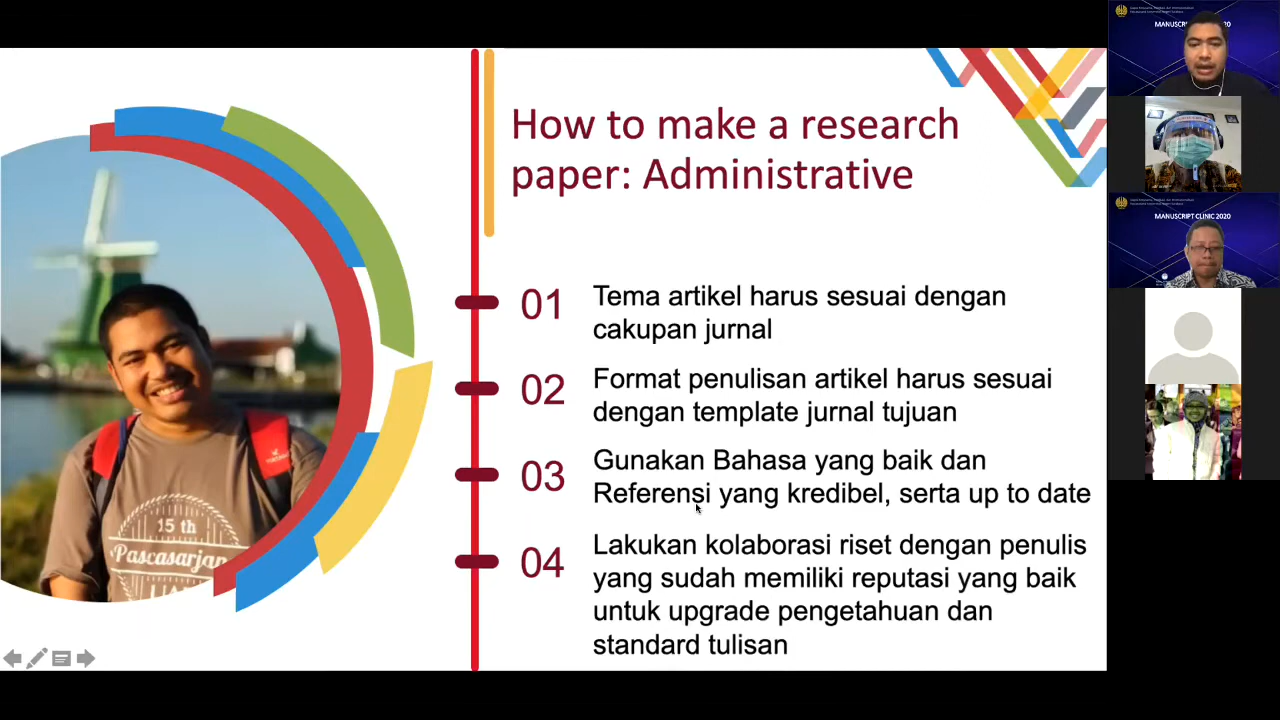 How to make a research
paper: Administrative
01
Tema artikel harus sesuai dengan
cakupan jurnal
02
Format penulisan artikel harus sesuai
dengan template jurnal tujuan
03
Gunakan Bahasa yang baik dan
Referensi yang kredibel, serta up to date
04
Lakukan kolaborasi riset dengan penulis
yang sudah memiliki reputasi yang baik
untuk upgrade pengetahuan dan
standard tulisan
15 th
Pascasarjan
MANUSCRIPT CLINIC 2020